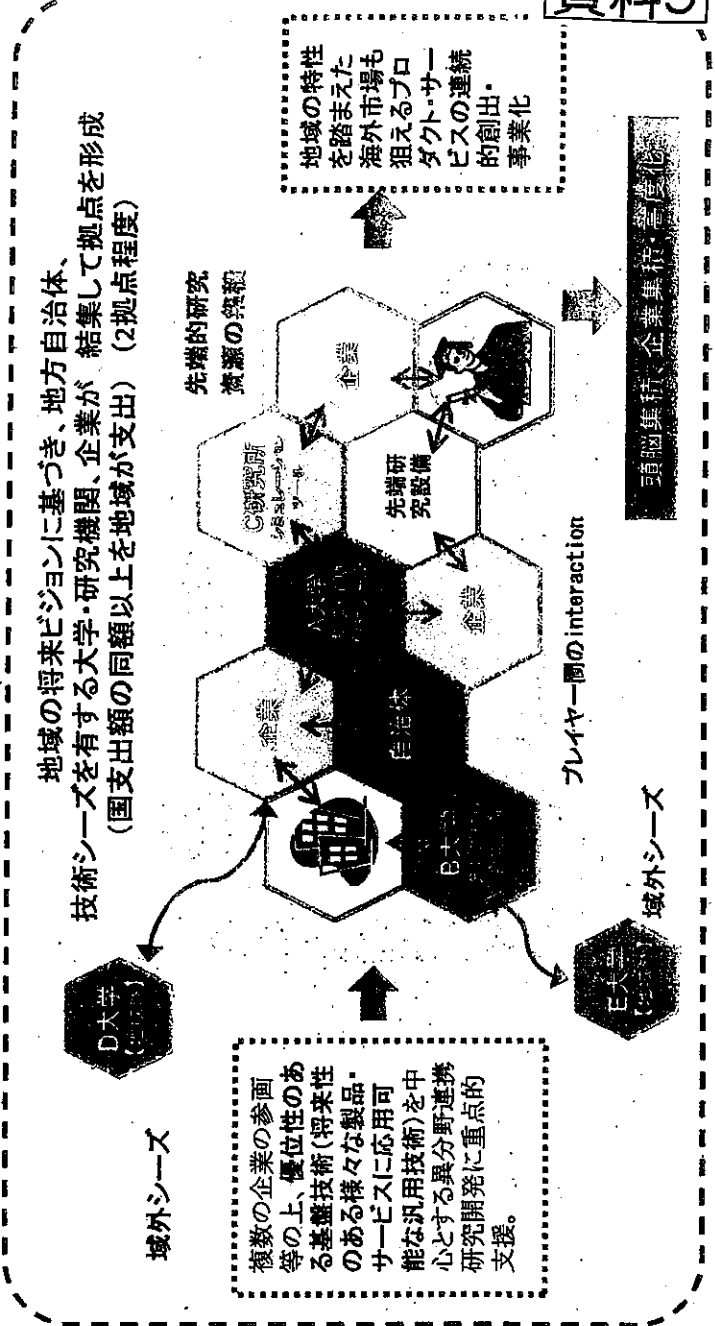 資料3
地域の将来ビジョンに基づき、地方自治体、
技術シーズを有する大学・研究機関、企業が 結集して拠点を形成
(国支出額の同額以上を地域が支出) (2拠点程度)
域外シーズ
D大学
複数の企業の参画
等の上、優位性のあ
る基盤技術(将来性
のある様々な製品・
サービスに応用可
能な汎用技術)を中
心とする異分野連携
研究開発に重点的
支援。
企業
A大学
C研究所
先端的研究
資源の集積
企業
B大学
自治体
企業
先端研
究設備
地域の特性
を踏まえた
海外市場も
狙えるプロ
ダクト・サー
ビスの連続
的創出・
事業化
E大学
域外シーズ
プレイヤー間のinteraction
頭脳集積、企業集積・高度化